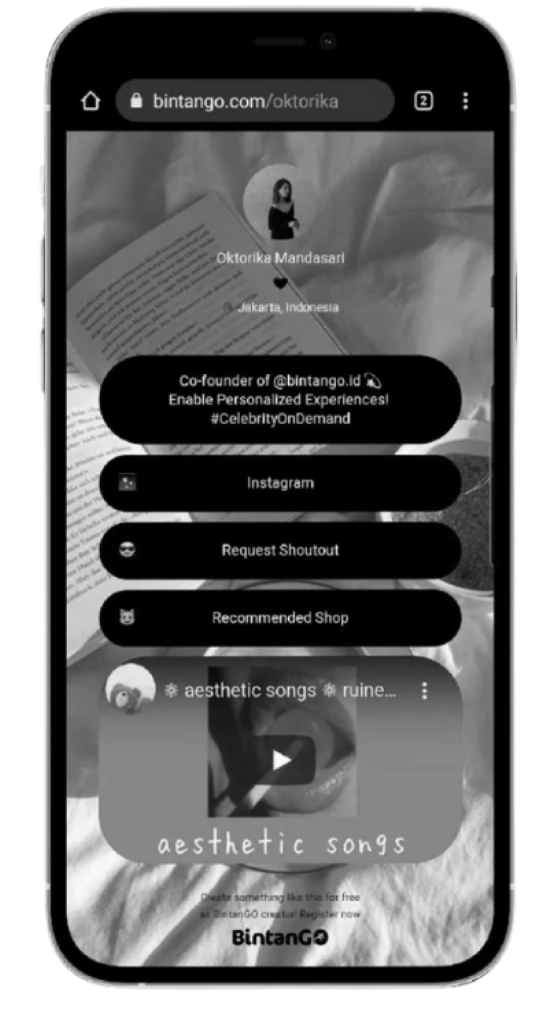 bintango.com/oktorika
2
Oktorika Mandasari
Jakarta, Indonesia
Co-founder of @bintango.id 💫
Enable Personalized Experiences!
#CelebrityOnDemand
Instagram
Request Shoutout
Recommended Shop
❄ aesthetic songs ❄ ruine...
aesthetic songs
Create something like this for free
as BintanGO creator! Register now
BintanGO